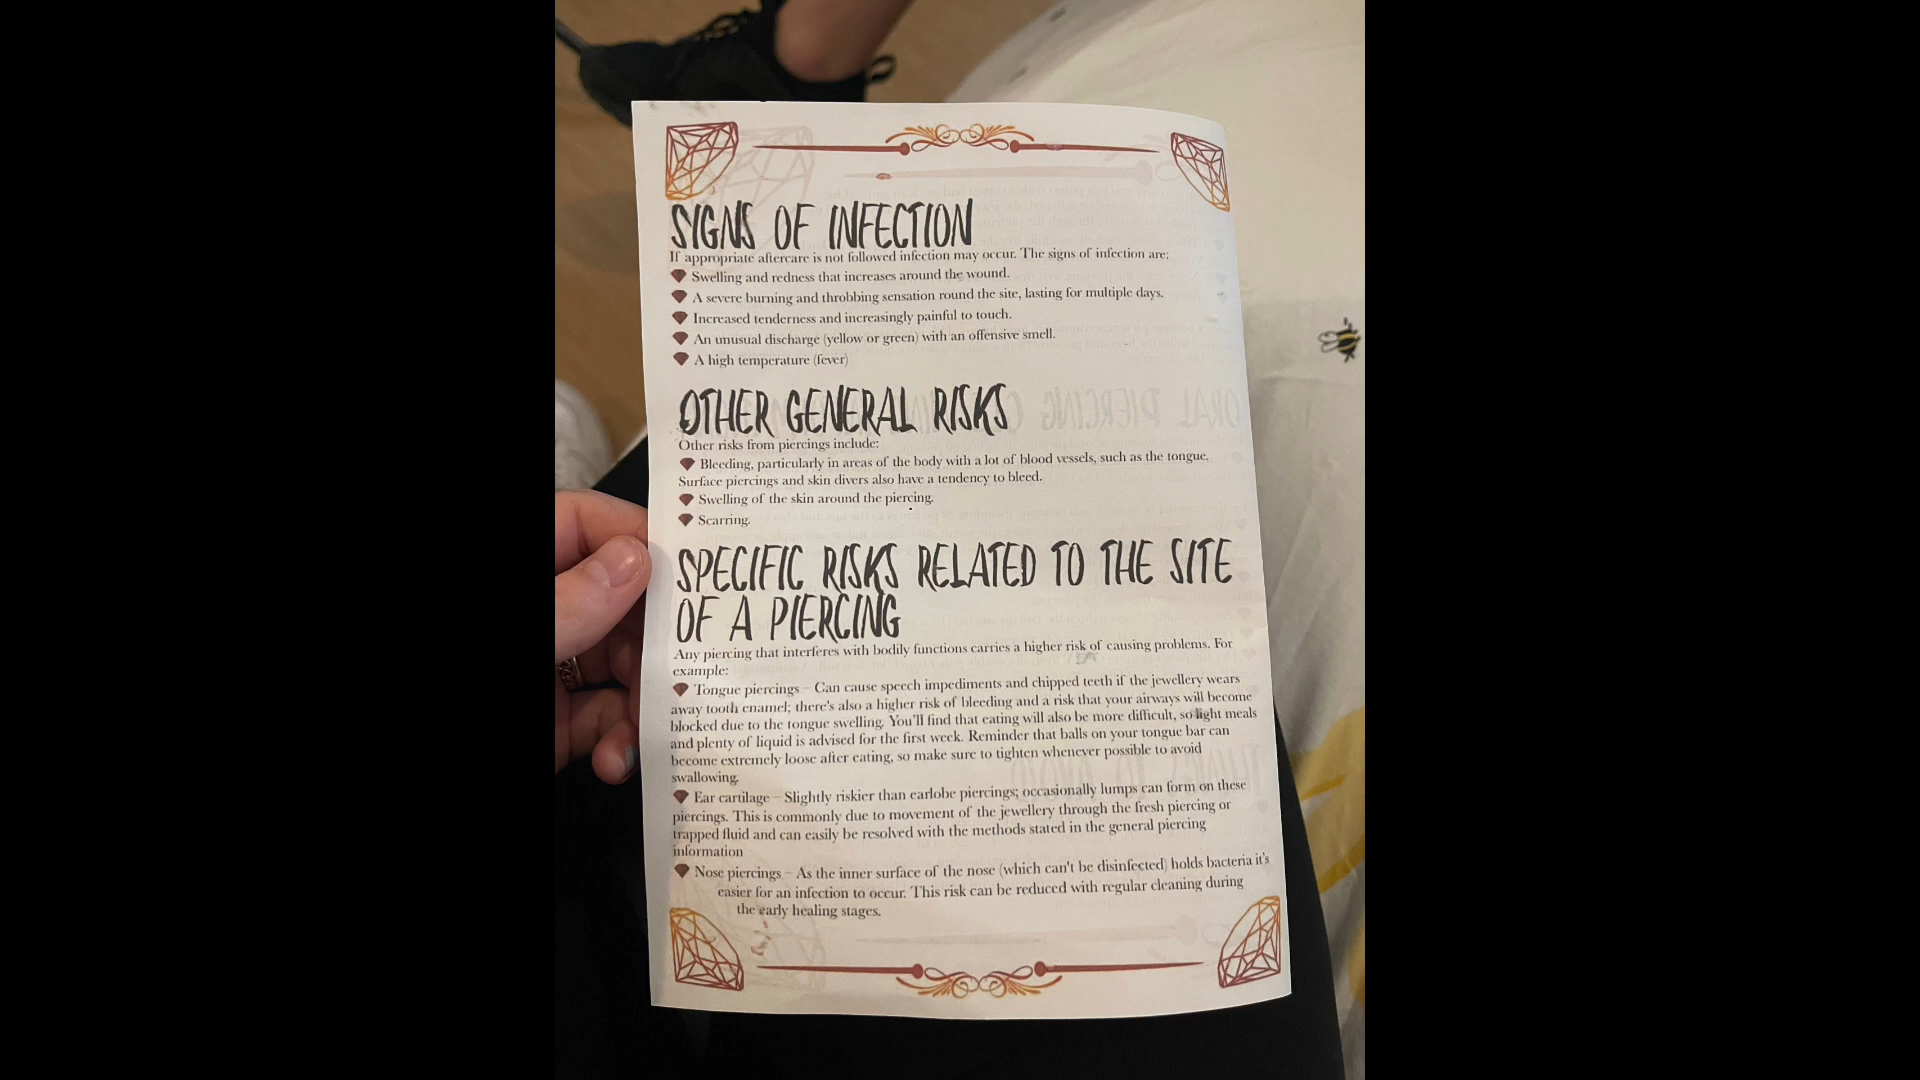 SIGNS OF INFECTION
If appropriate aftercare is not followed infection may occur. The signs of infection are:
Swelling and redness that increases around the wound.
A severe burning and throbbing sensation round the site, lasting for multiple days.
Increased tenderness and increasingly painful to touch.
An unusual discharge (yellow or green) with an offensive smell.
A high temperature (fever)
OTHER GENERAL RISKS
Other risks from piercings include:
Bleeding, particularly in areas of the body with a lot of blood vessels, such as the tongue.
Surface piercings and skin divers also have a tendency to bleed.
Swelling of the skin around the piercing.
Scarring.
SPECIFIC RISKS RELATED TO THE SITE
OF A PIERCING
Any piercing that interferes with bodily functions carries a higher risk of causing problems. For
example:
Tongue piercings – Can cause speech impediments and chipped teeth if the jewellery wears
away tooth enamel; there's also a higher risk of bleeding and a risk that your airways will become
blocked due to the tongue swelling. You'll find that eating will also be more difficult, so light meals
and plenty of liquid is advised for the first week. Reminder that balls on your tongue bar can
become extremely loose after eating, so make sure to tighten whenever possible to avoid
swallowing.
Ear cartilage – Slightly riskier than earlobe piercings; occasionally lumps can form on these
piercings. This is commonly due to movement of the jewellery through the fresh piercing or
trapped fluid and can easily be resolved with the methods stated in the general piercing
information
Nose piercings – As the inner surface of the nose (which can't be disinfected) holds bacteria it's
easier for an infection to occur. This risk can be reduced with regular cleaning during
the early healing stages.